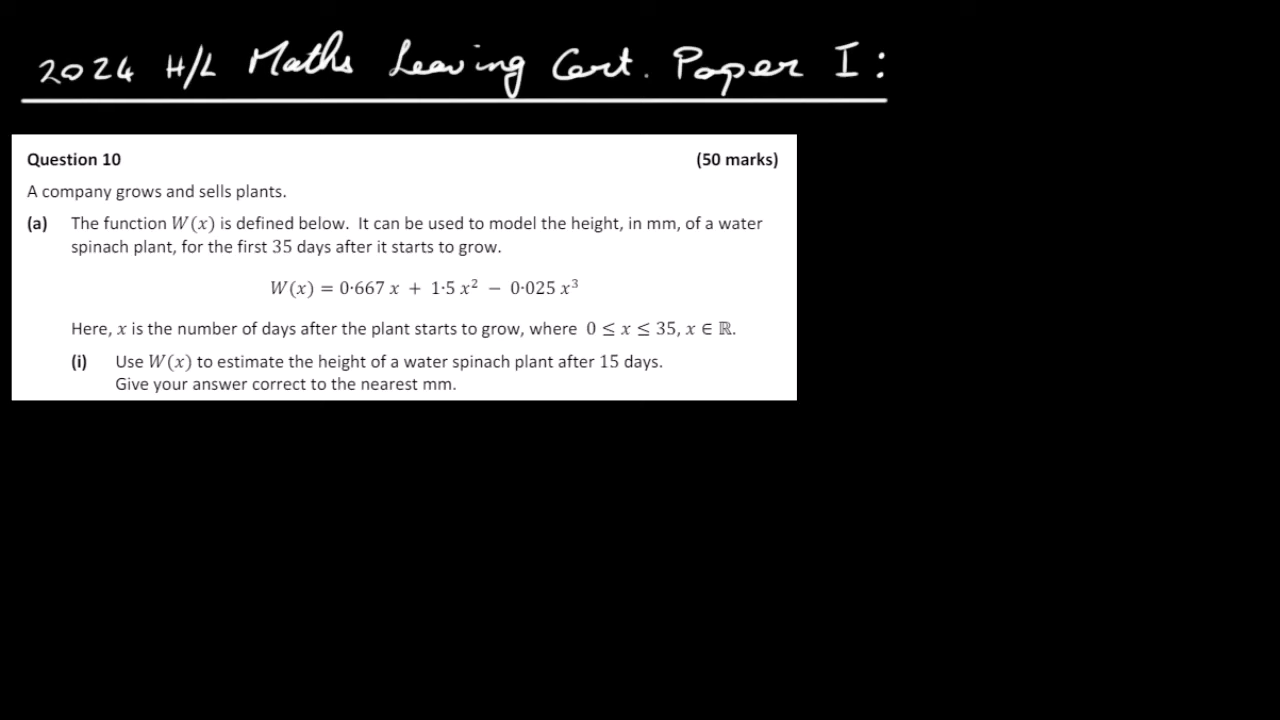 2024 H/L Maths Leaving Cert. Paper I:
Question 10 (50 marks)
A company grows and sells plants.
(a) The function W(x) is defined below. It can be used to model the height, in mm, of a water
spinach plant, for the first 35 days after it starts to grow.
W(x) = 0·667 x + 1·5 x² − 0·025 x³
Here, x is the number of days after the plant starts to grow, where 0 ≤ x ≤ 35, x ∈ ℝ.
(i) Use W(x) to estimate the height of a water spinach plant after 15 days.
Give your answer correct to the nearest mm.